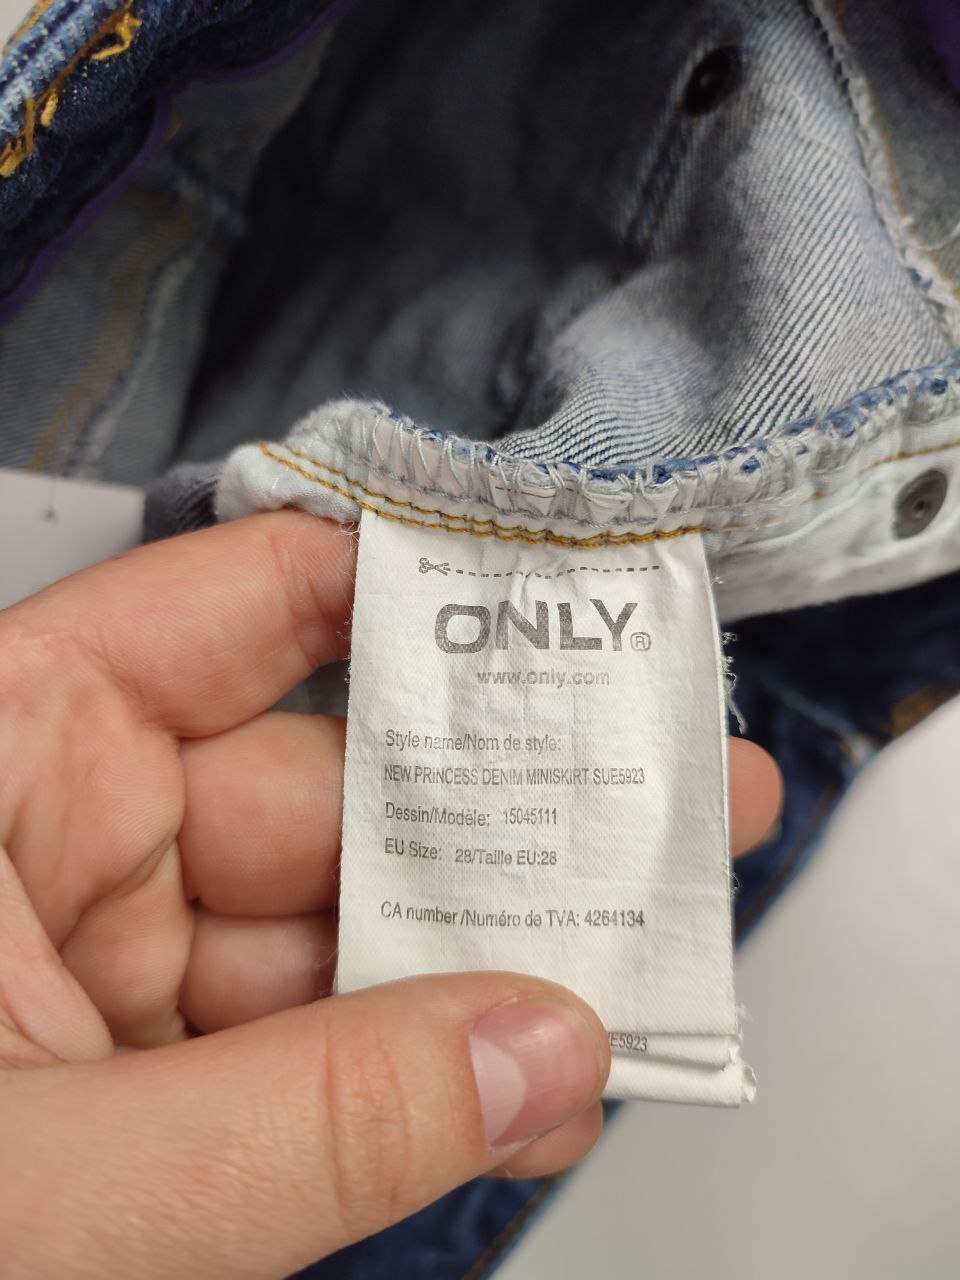 ONLY®
www.only.com
Style name/Nom de style:
NEW PRINCESS DENIM MINISKIRT SUE5923
Dessin/Modèle: 15045111
EU Size: 28/Taille EU:28
CA number /Numéro de TVA: 4264134
E5923